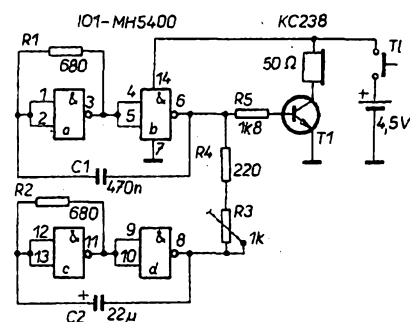 IO1-MH5400 KC238
R1
680
1
2
&
a
3
4
5
&
b
14
6
7
C1
470n
R5
1k8
R4
220
R3
1k
50 Ω
T1
Tl
+
4,5V
R2
680
12
13
&
c
11
9
10
&
d
8
+
C2
22μ